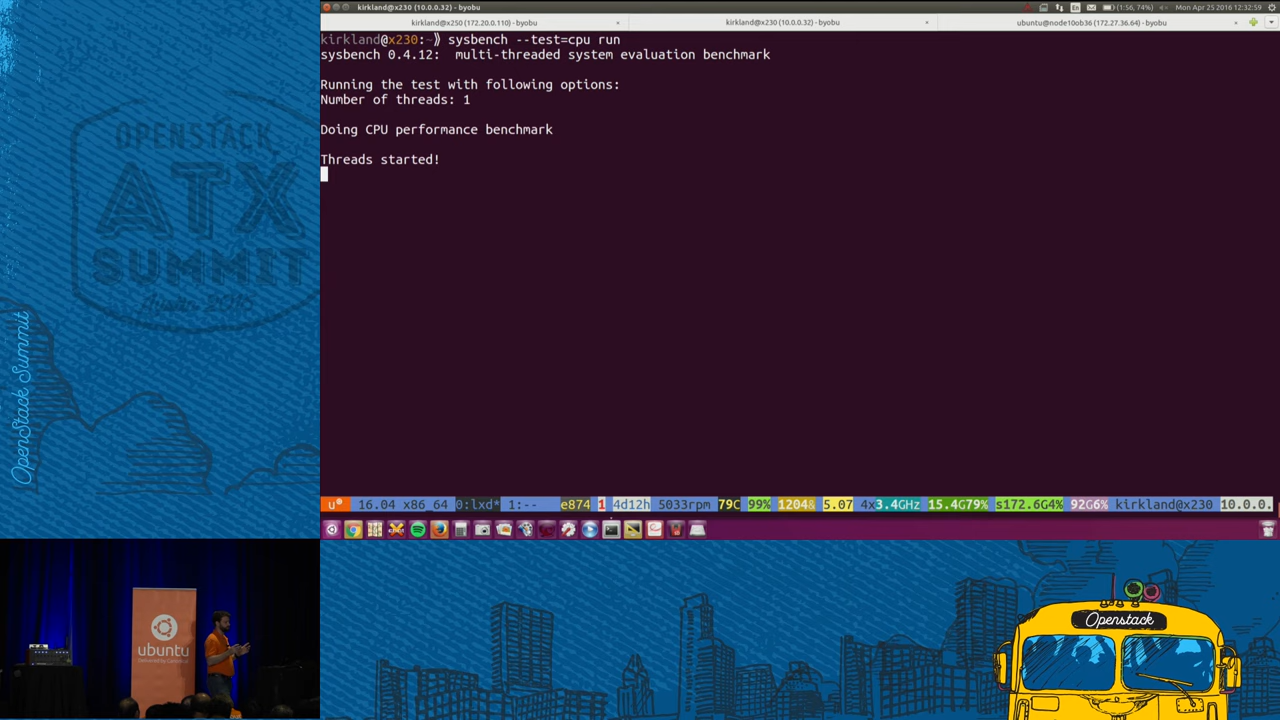 kirkland@x230 (10.0.0.32) - byobu
(1:56, 74%)
Mon Apr 25 2016 12:32:59
kirkland@x250 (172.20.0.110) - byobu
kirkland@x230 (10.0.0.32) - byobu
ubuntu@node10ob36 (172.27.36.64) - byobu
kirkland@x230:~⟫ sysbench --test=cpu run
sysbench 0.4.12:  multi-threaded system evaluation benchmark
Running the test with following options:
Number of threads: 1
Doing CPU performance benchmark
Threads started!
u 16.04 x86_64 0:lxd* 1:-- e874 1 4d12h 5033rpm 79C 99% 1204& 5.07 4x3.4GHz 15.4G79% s172.6G4% 92G6% kirkland@x230 10.0.0.
OPENSTACK
ATX
SUMMIT
Austin 2016
OpenStack Summit
ubuntu
Openstack